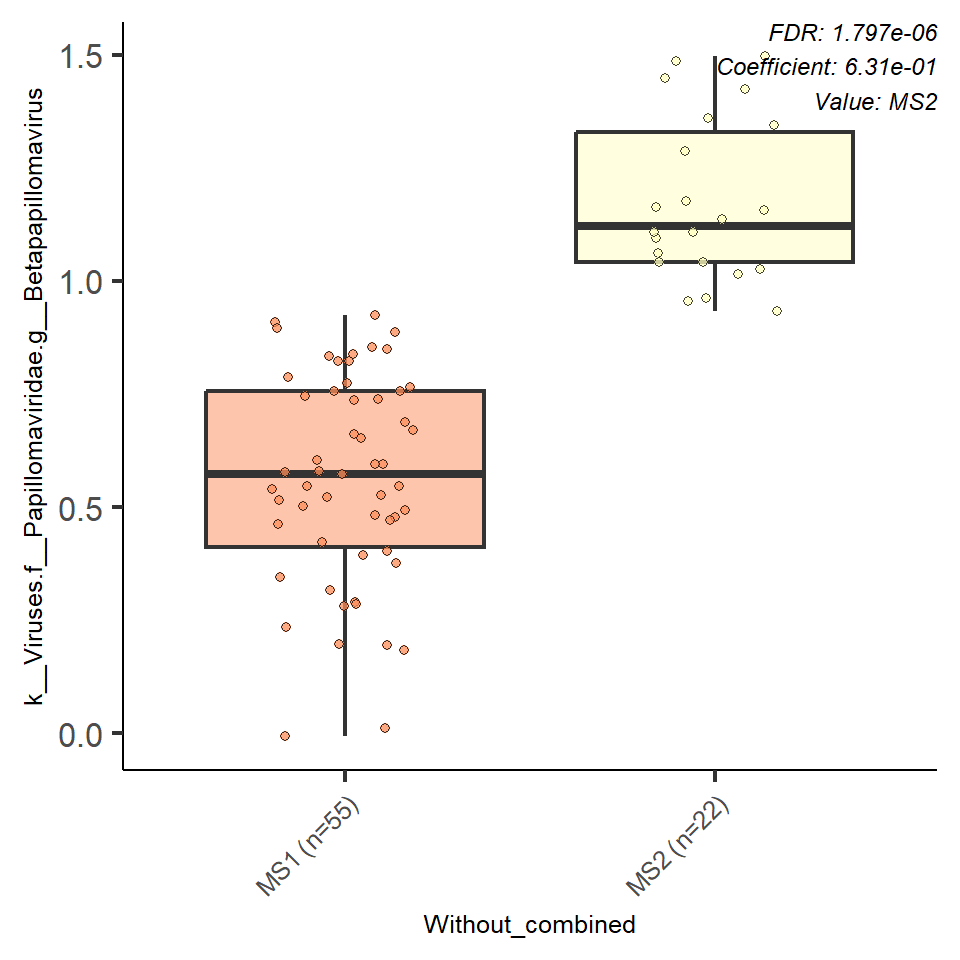 FDR: 1.797e-06
Coefficient: 6.31e-01
Value: MS2
k__Viruses.f__Papillomaviridae.g__Betapapillomavirus
1.5
1.0
0.5
0.0
MS1 (n=55)
MS2 (n=22)
Without_combined